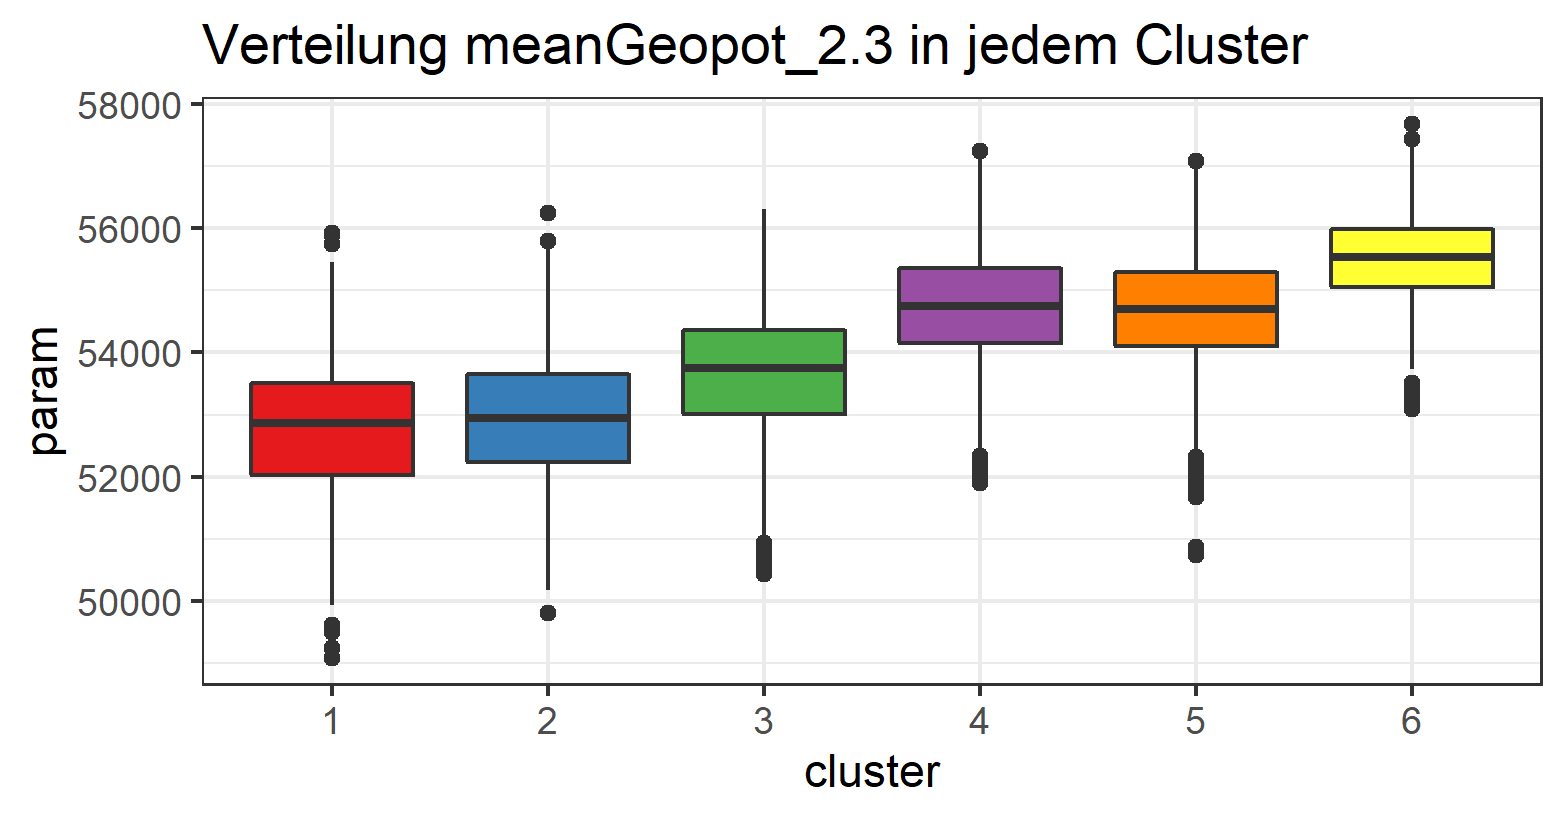 Verteilung meanGeopot_2.3 in jedem Cluster
58000
56000
54000
52000
50000
param
1 2 3 4 5 6
cluster